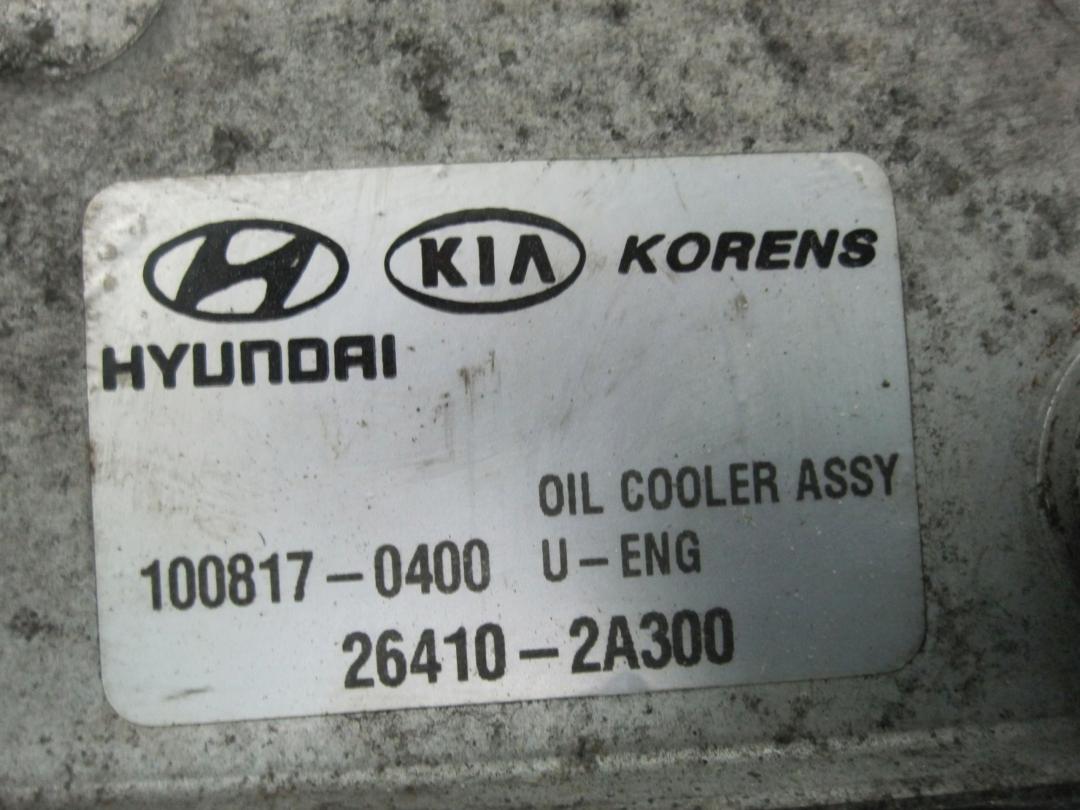 KIA KORENS
HYUNDAI
OIL COOLER ASSY
100817-0400 U-ENG
26410-2A300